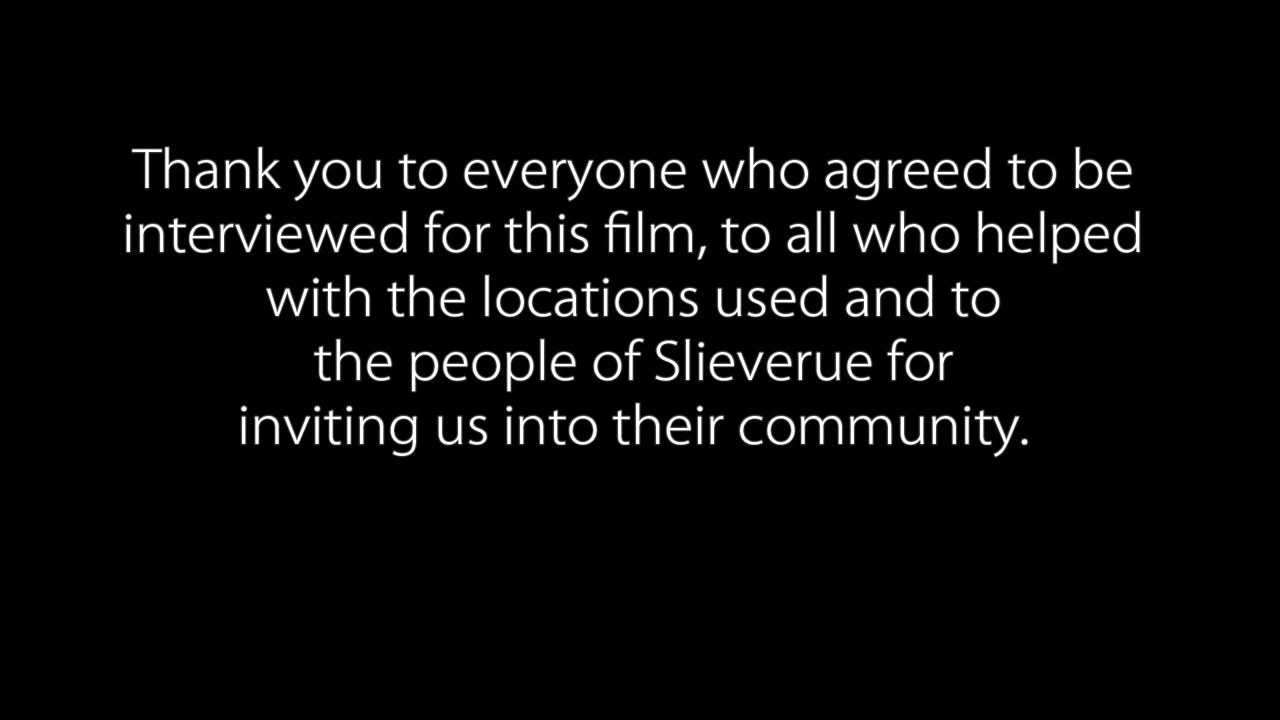 Thank you to everyone who agreed to be
interviewed for this film, to all who helped
with the locations used and to
the people of Slieverue for
inviting us into their community.